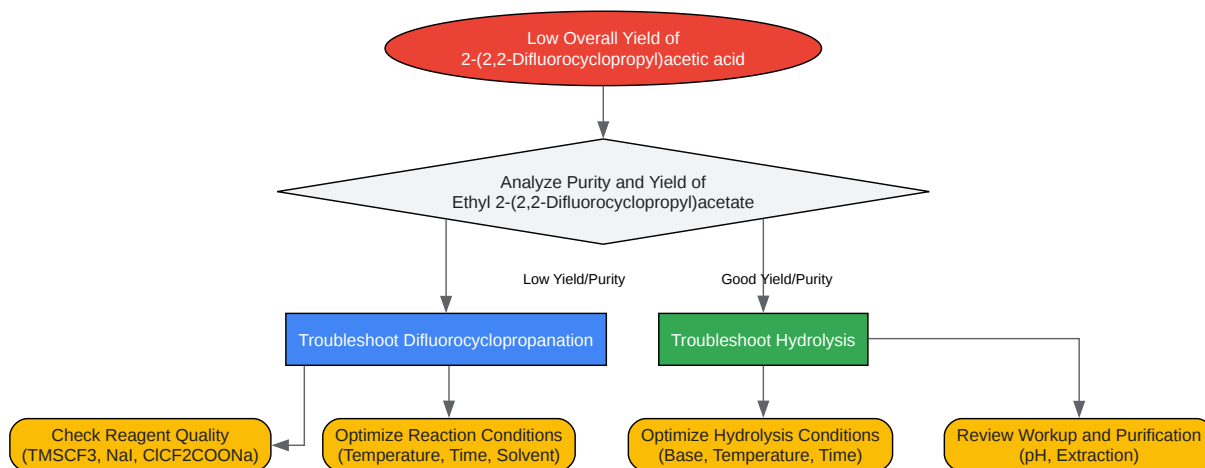 Low Overall Yield of
2-(2,2-Difluorocyclopropyl)acetic acid
Analyze Purity and Yield of
Ethyl 2-(2,2-Difluorocyclopropyl)acetate
Low Yield/Purity
Good Yield/Purity
Troubleshoot Difluorocyclopropanation
Troubleshoot Hydrolysis
Check Reagent Quality
(TMSCF3, NaI, ClCF2COONa)
Optimize Reaction Conditions
(Temperature, Time, Solvent)
Optimize Hydrolysis Conditions
(Base, Temperature, Time)
Review Workup and Purification
(pH, Extraction)